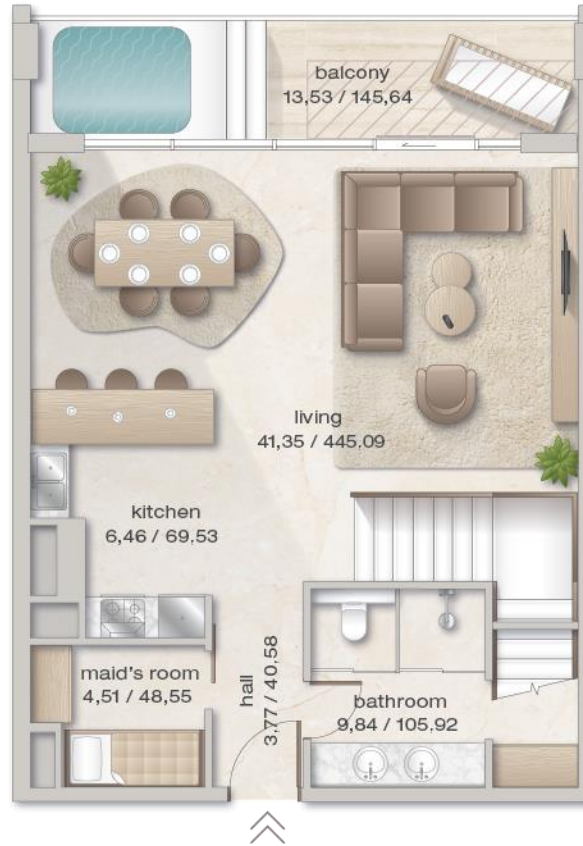 balcony
13,53 / 145,64
living
41,35 / 445,09
kitchen
6,46 / 69,53
maid's room
4,51 / 48,55
hall
3,77 / 40,58
bathroom
9,84 / 105,92